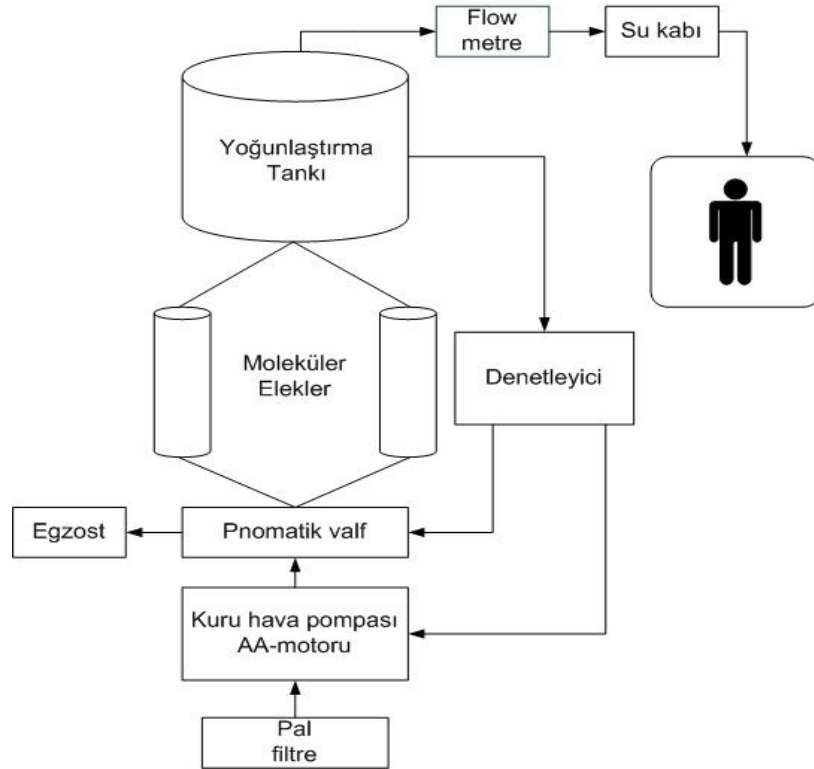 Flow
metre
Su kabı
Yoğunlaştırma
Tankı
Moleküler
Elekler
Denetleyici
Egzost
Pnomatik valf
Kuru hava pompası
AA-motoru
Pal
filtre